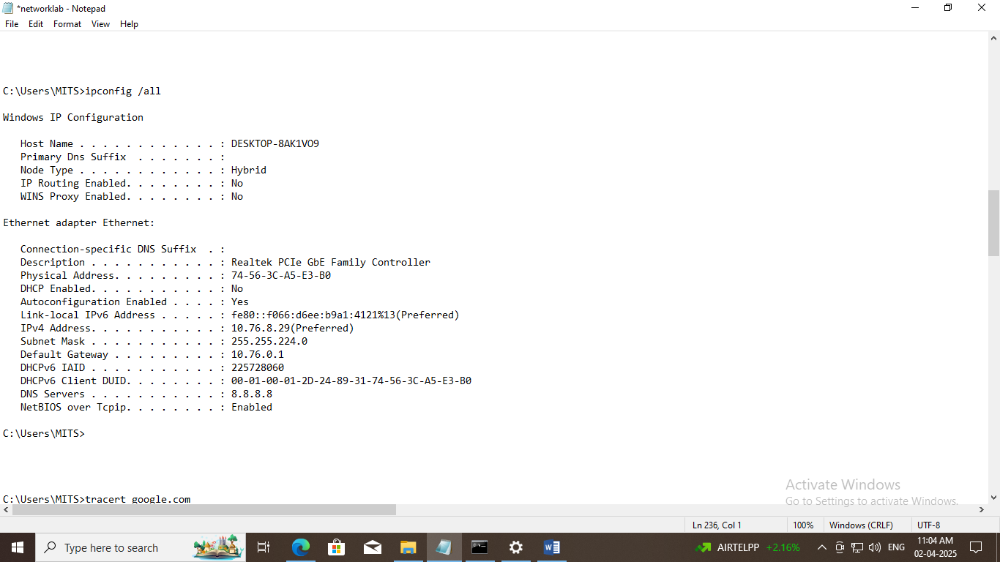 *networklab - Notepad
File Edit Format View Help
C:\Users\MITS>ipconfig /all
Windows IP Configuration
Host Name . . . . . . . . . . . . : DESKTOP-8AK1VO9
Primary Dns Suffix  . . . . . . . :
Node Type . . . . . . . . . . . . : Hybrid
IP Routing Enabled. . . . . . . . : No
WINS Proxy Enabled. . . . . . . . : No
Ethernet adapter Ethernet:
Connection-specific DNS Suffix  . :
Description . . . . . . . . . . . : Realtek PCIe GbE Family Controller
Physical Address. . . . . . . . . : 74-56-3C-A5-E3-B0
DHCP Enabled. . . . . . . . . . . : No
Autoconfiguration Enabled . . . . : Yes
Link-local IPv6 Address . . . . . : fe80::f066:d6ee:b9a1:4121%13(Preferred)
IPv4 Address. . . . . . . . . . . : 10.76.8.29(Preferred)
Subnet Mask . . . . . . . . . . . : 255.255.224.0
Default Gateway . . . . . . . . . : 10.76.0.1
DHCPv6 IAID . . . . . . . . . . . : 225728060
DHCPv6 Client DUID. . . . . . . . : 00-01-00-01-2D-24-89-31-74-56-3C-A5-E3-B0
DNS Servers . . . . . . . . . . . : 8.8.8.8
NetBIOS over Tcpip. . . . . . . . : Enabled
C:\Users\MITS>
C:\Users\MITS>tracert google.com
Activate Windows
Go to Settings to activate Windows.
Ln 236, Col 1 100% Windows (CRLF) UTF-8
Type here to search AIRTELPP +2.16% ENG 11:04 AM
02-04-2025